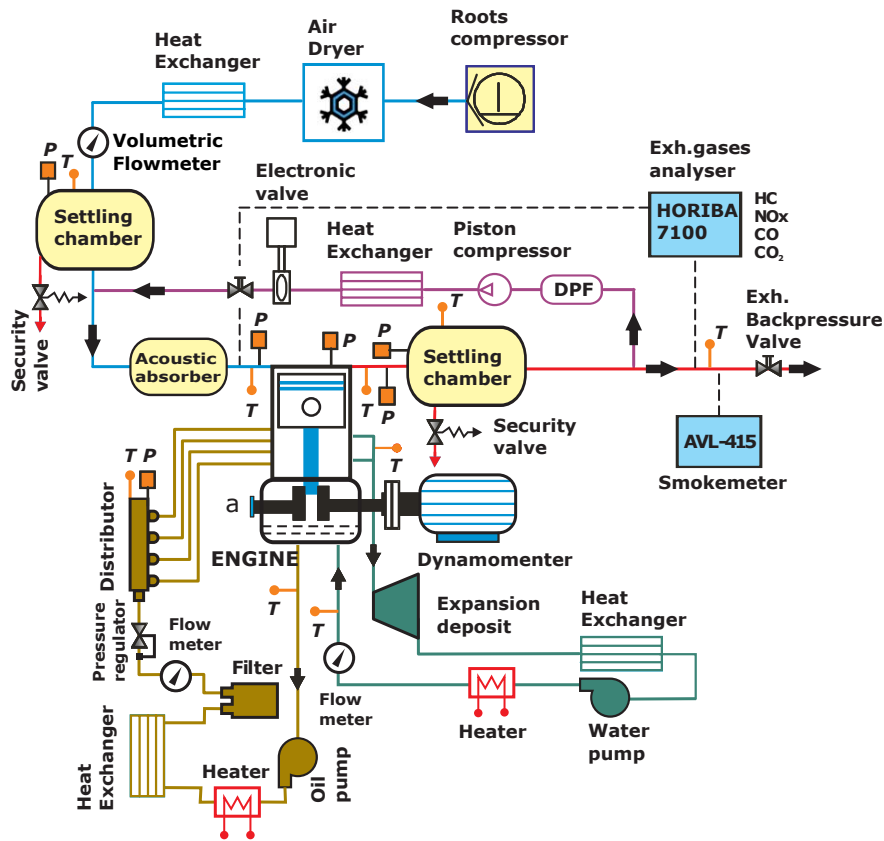 Roots
compressor
Air
Dryer
Heat
Exchanger
Volumetric
Flowmeter
P
T
Settling
chamber
Electronic
valve
Exh.gases
analyser
HORIBA
7100
HC
NOx
CO
CO₂
Heat
Exchanger
Piston
compressor
DPF
T
Exh.
Backpressure
Valve
T
Security
valve
P
P
P
Acoustic
absorber
Settling
chamber
T
T
P
Security
valve
AVL-415
Smokemeter
T P
T
Distributor
a
ENGINE
Dynamomenter
T
T
Expansion
deposit
Heat
Exchanger
Pressure
regulator
Flow
meter
Filter
Flow
meter
Heater
Water
pump
Heat
Exchanger
Heater
Oil
pump